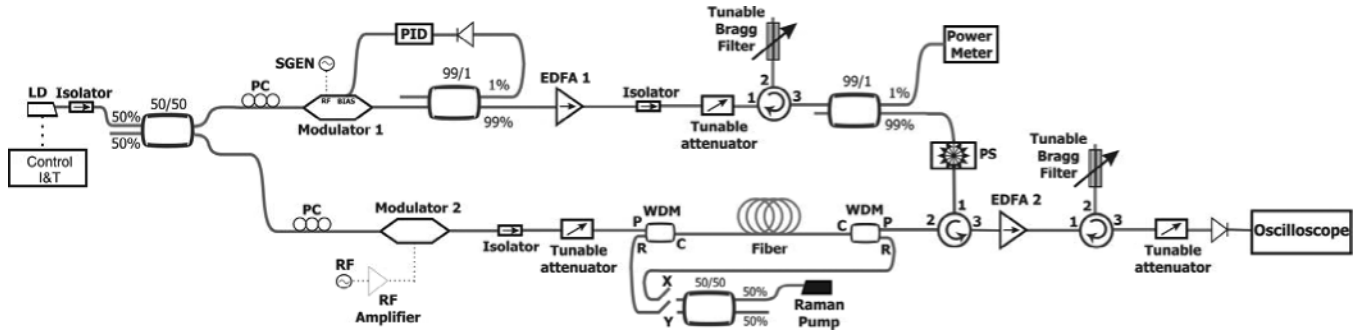 LD
Isolator
Control
I&T
50%
50%
50/50
PC
SGEN
RF
BIAS
Modulator 1
PID
99/1
1%
99%
EDFA 1
Isolator
Tunable
attenuator
Tunable
Bragg
Filter
1
2
3
99/1
1%
99%
Power
Meter
PS
PC
Modulator 2
RF
RF
Amplifier
Isolator
Tunable
attenuator
P
R
WDM
C
Fiber
C
WDM
P
R
X
Y
50/50
50%
50%
Raman
Pump
2
1
3
EDFA 2
Tunable
Bragg
Filter
1
2
3
Tunable
attenuator
Oscilloscope